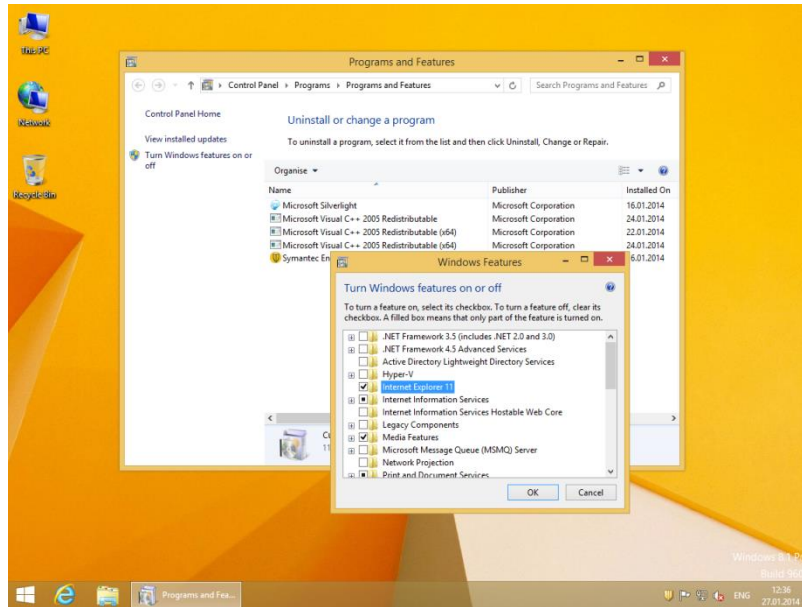 This PC
Network
Recycle Bin
Programs and Features
Control Panel
Programs
Programs and Features
Search Programs and Features
Control Panel Home
View installed updates
Turn Windows features on or
off
Uninstall or change a program
To uninstall a program, select it from the list and then click Uninstall, Change or Repair.
Organise
Name Publisher Installed On
Microsoft Silverlight Microsoft Corporation 16.01.2014
Microsoft Visual C++ 2005 Redistributable Microsoft Corporation 24.01.2014
Microsoft Visual C++ 2005 Redistributable (x64) Microsoft Corporation 22.01.2014
Microsoft Visual C++ 2005 Redistributable (x64) Microsoft Corporation 24.01.2014
Symantec En 6.01.2014
Windows Features
Turn Windows features on or off
To turn a feature on, select its checkbox. To turn a feature off, clear its
checkbox. A filled box means that only part of the feature is turned on.
.NET Framework 3.5 (includes .NET 2.0 and 3.0)
.NET Framework 4.5 Advanced Services
Active Directory Lightweight Directory Services
Hyper-V
Internet Explorer 11
Internet Information Services
Internet Information Services Hostable Web Core
Legacy Components
Media Features
Microsoft Message Queue (MSMQ) Server
Network Projection
Print and Document Services
OK Cancel
Windows 8.1 P
Build 960
Programs and Fea...
ENG
12:36
27.01.2014